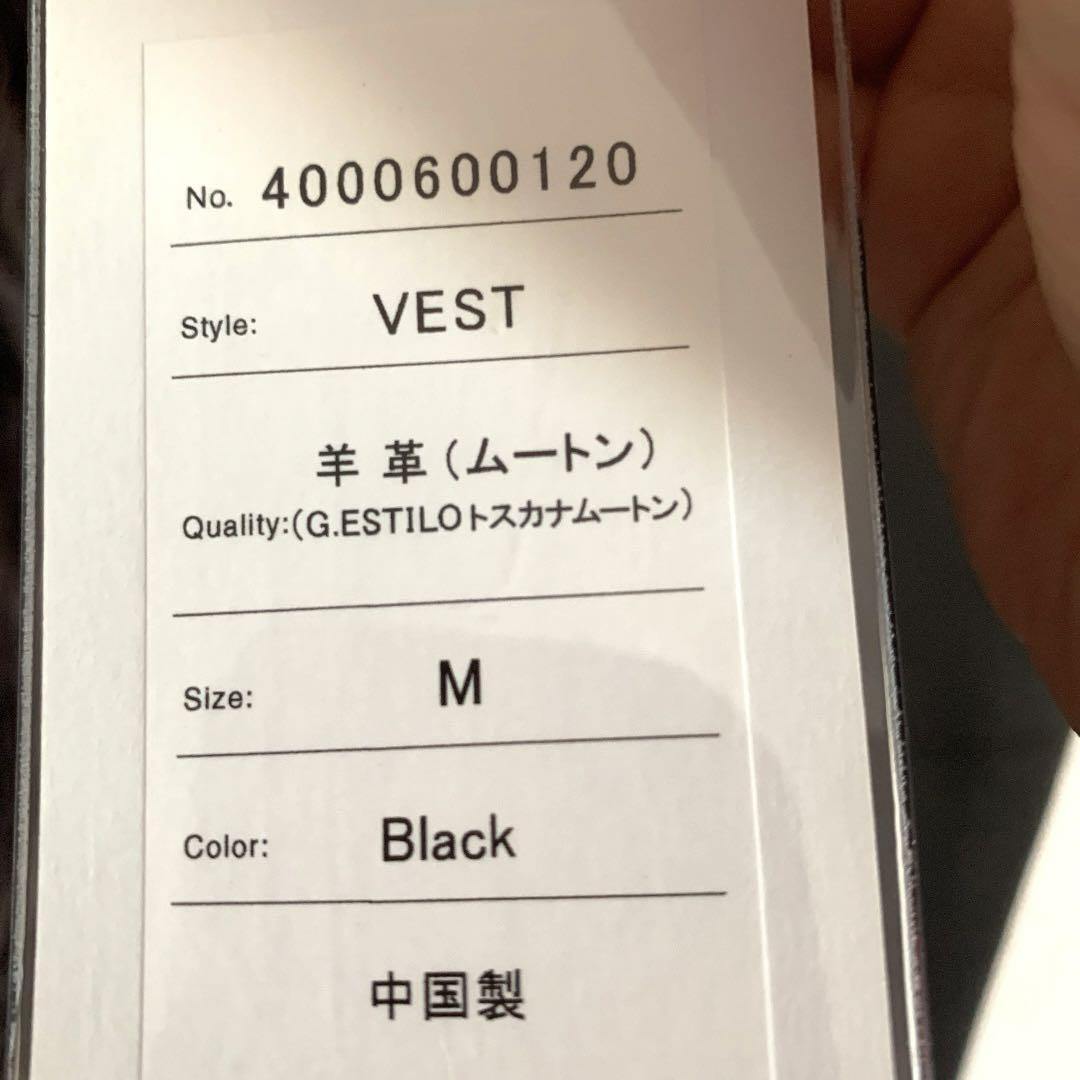 No. 4000600120
Style: VEST
羊 革(ムートン)
Quality:(G.ESTILOトスカナムートン)
Size: M
Color: Black
中国製